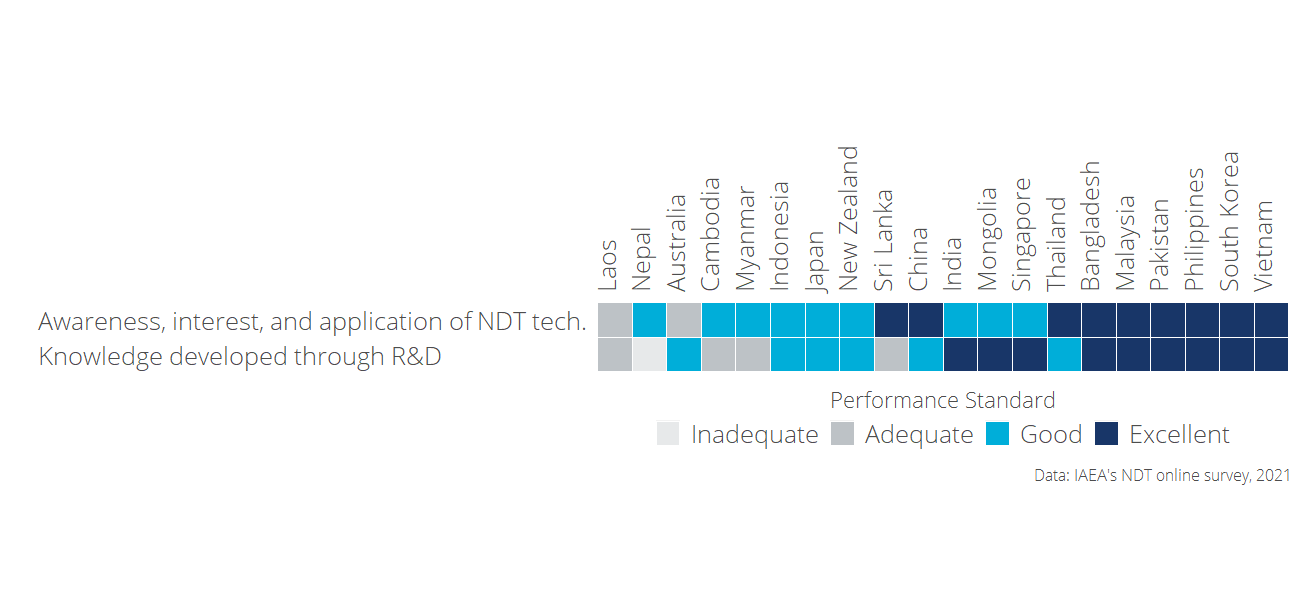 Laos
Nepal
Australia
Cambodia
Myanmar
Indonesia
Japan
New Zealand
Sri Lanka
China
India
Mongolia
Singapore
Thailand
Bangladesh
Malaysia
Pakistan
Philippines
South Korea
Vietnam
Awareness, interest, and application of NDT tech.
Knowledge developed through R&D
Performance Standard
Inadequate Adequate Good Excellent
Data: IAEA's NDT online survey, 2021